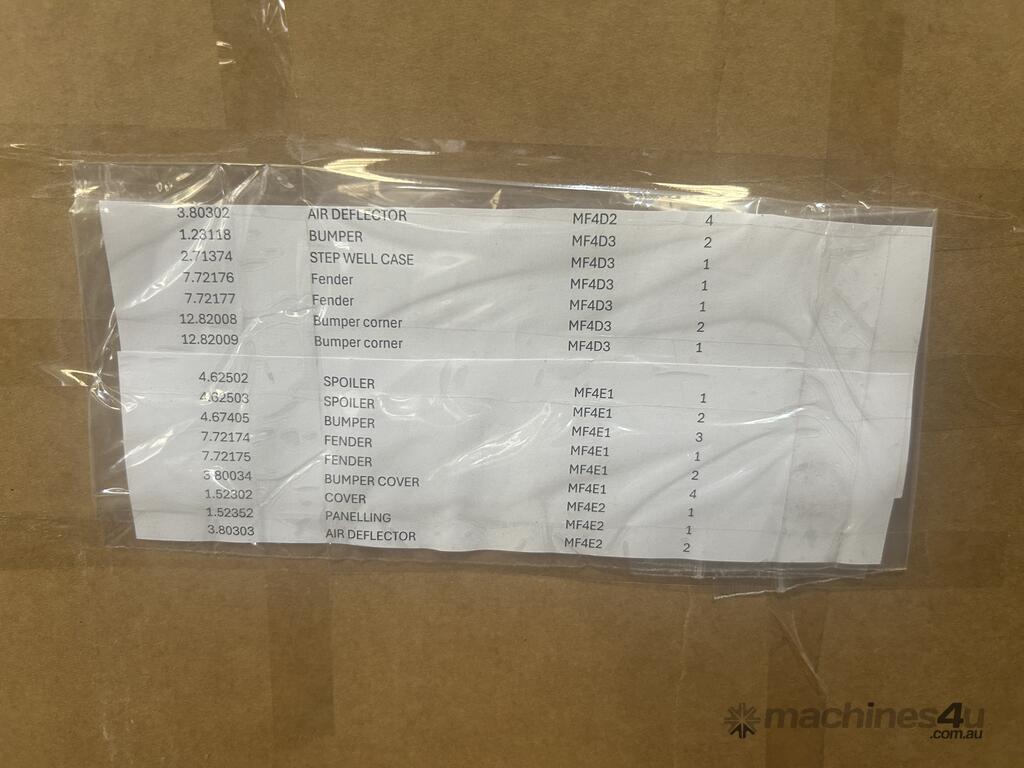 3.80302 AIR DEFLECTOR MF4D2 4
1.23118 BUMPER MF4D3 2
2.71374 STEP WELL CASE MF4D3 1
7.72176 Fender MF4D3 1
7.72177 Fender MF4D3 1
12.82008 Bumper corner MF4D3 2
12.82009 Bumper corner MF4D3 1
4.62502 SPOILER MF4E1 1
4.62503 SPOILER MF4E1 2
4.67405 BUMPER MF4E1 3
7.72174 FENDER MF4E1 1
7.72175 FENDER MF4E1 2
3.80034 BUMPER COVER MF4E1 4
1.52302 COVER MF4E2 1
1.52352 PANELLING MF4E2 1
3.80303 AIR DEFLECTOR MF4E2 2
machines4u
.com.au